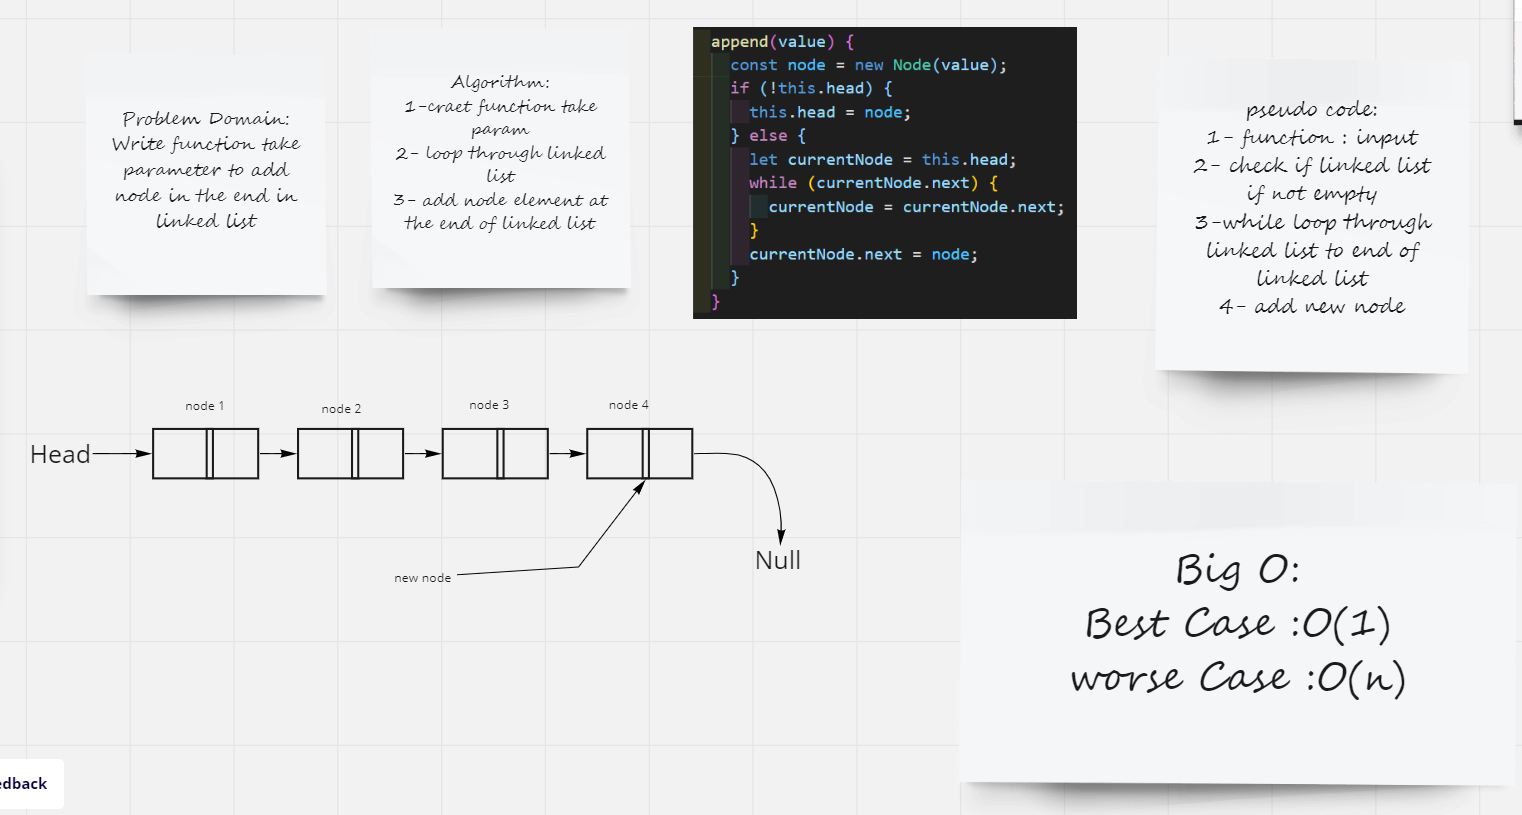 Problem Domain:
Write function take
parameter to add
node in the end in
linked list
Algorithm:
1-craet function take
param
2- loop through linked
list
3- add node element at
the end of linked list
append(value) {
const node = new Node(value);
if (!this.head) {
this.head = node;
} else {
let currentNode = this.head;
while (currentNode.next) {
currentNode = currentNode.next;
}
currentNode.next = node;
}
}
pseudo code:
1- function : input
2- check if linked list
if not empty
3-while loop through
linked list to end of
linked list
4- add new node
node 1
node 2
node 3
node 4
Head
new node
Null
Big O:
Best Case :O(1)
worse Case :O(n)
edback